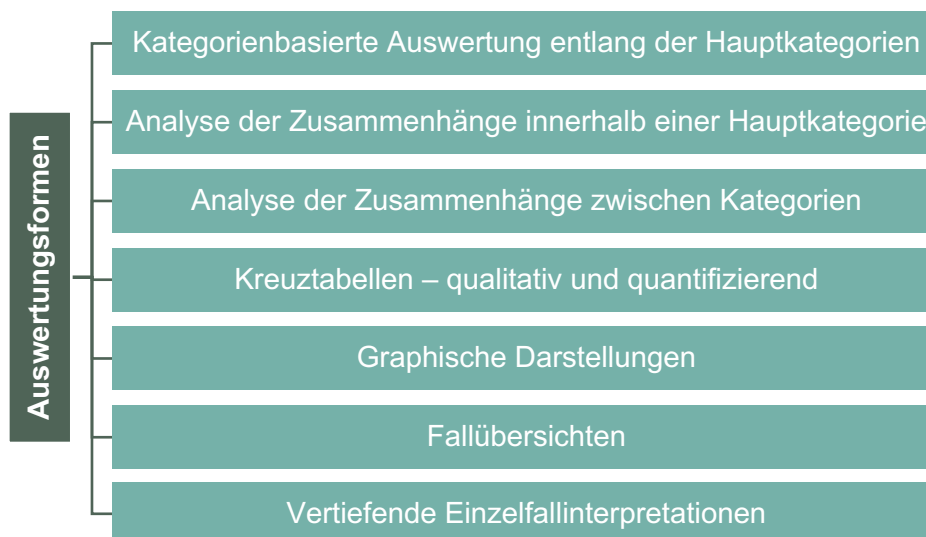 Auswertungsformen
Kategorienbasierte Auswertung entlang der Hauptkategorien
Analyse der Zusammenhänge innerhalb einer Hauptkategorie
Analyse der Zusammenhänge zwischen Kategorien
Kreuztabellen – qualitativ und quantifizierend
Graphische Darstellungen
Fallübersichten
Vertiefende Einzelfallinterpretationen